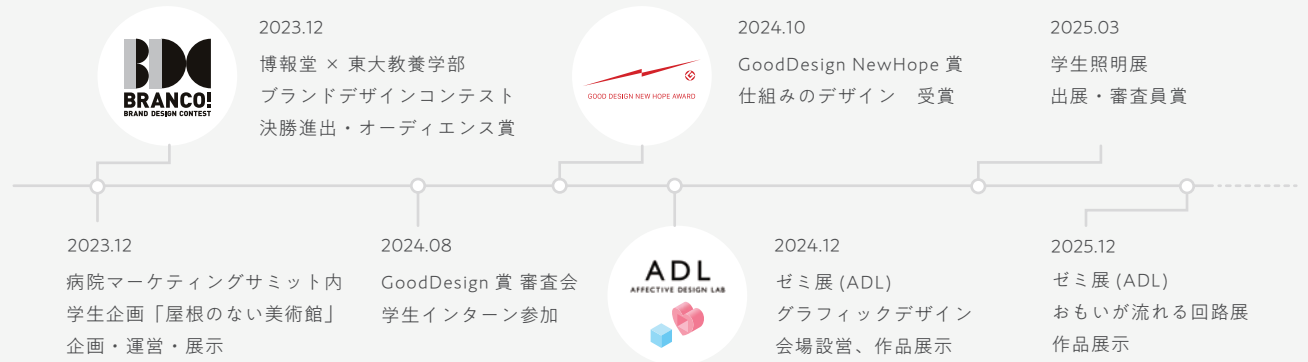 BDC
BRANCO!
BRAND DESIGN CONTEST
2023.12
博報堂 × 東大教養学部
ブランドデザインコンテスト
決勝進出・オーディエンス賞
GOOD DESIGN NEW HOPE AWARD
2024.10
GoodDesign NewHope 賞
仕組みのデザイン　受賞
2025.03
学生照明展
出展・審査員賞
2023.12
病院マーケティングサミット内
学生企画「屋根のない美術館」
企画・運営・展示
2024.08
GoodDesign 賞 審査会
学生インターン参加
ADL
AFFECTIVE DESIGN LAB
2024.12
ゼミ展 (ADL)
グラフィックデザイン
会場設営、作品展示
2025.12
ゼミ展 (ADL)
おもいが流れる回路展
作品展示